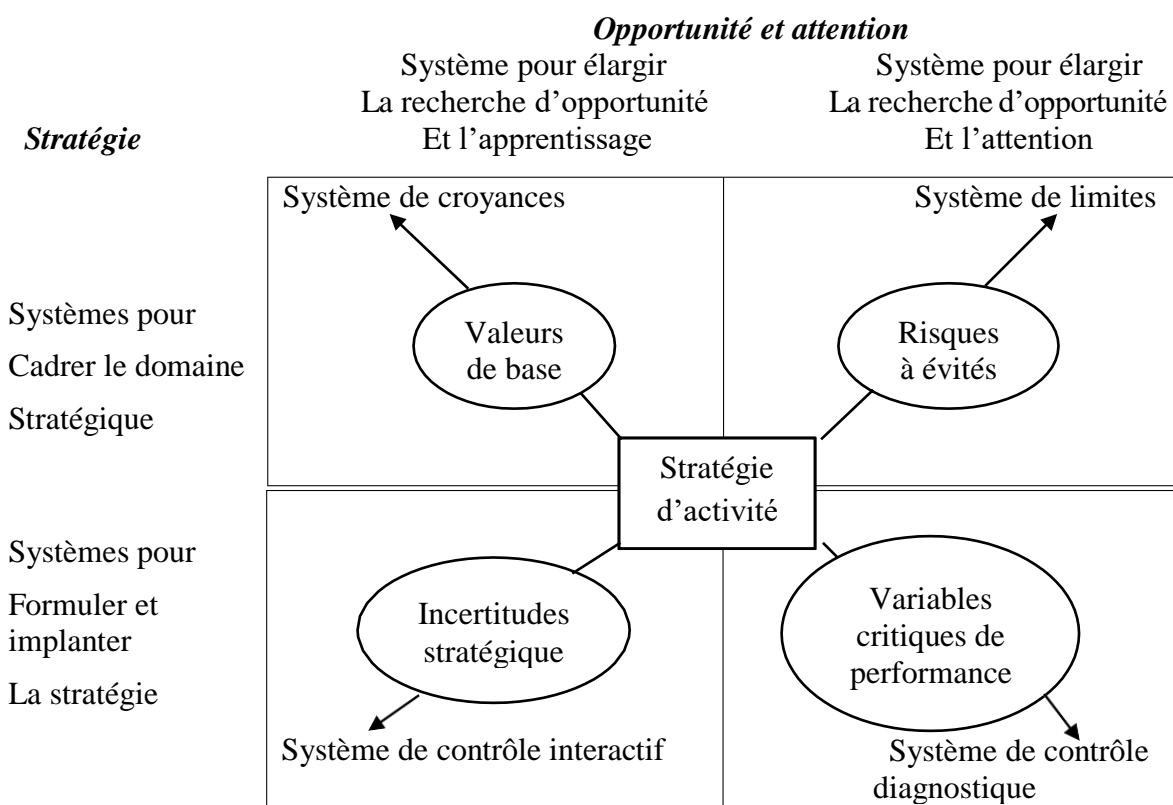 Opportunité et attention
Système pour élargir
La recherche d’opportunité
Et l’apprentissage
Système pour élargir
La recherche d’opportunité
Et l’attention
Stratégie
Système de croyances
Système de limites
Systèmes pour
Cadrer le domaine
Stratégique
Valeurs
de base
Risques
à évités
Stratégie
d’activité
Systèmes pour
Formuler et
implanter
La stratégie
Incertitudes
stratégique
Variables
critiques de
performance
Système de contrôle interactif
Système de contrôle
diagnostique